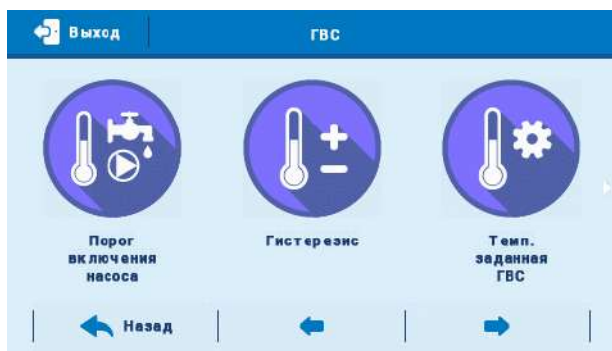 Выход
ГВС
Порог
включения
насоса
Гистерезис
Темп.
заданная
ГВС
Назад